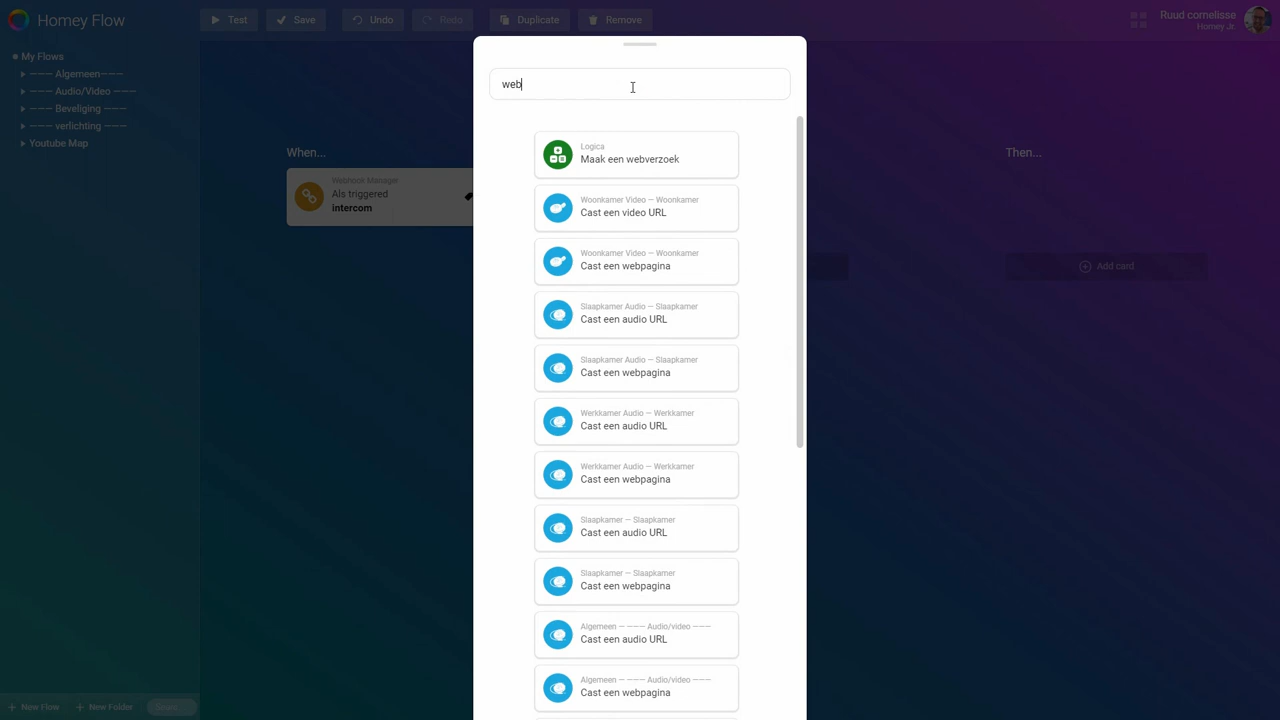 Homey Flow
Test
Save
Undo
Redo
Duplicate
Remove
Ruud cornelisse
Homey Jr.
My Flows
——— Algemeen———
——— Audio/Video ———
——— Beveliging ———
——— verlichting ———
Youtube Map
When...
Webhook Manager
Als triggered
intercom
web
Logica
Maak een webverzoek
Woonkamer Video — Woonkamer
Cast een video URL
Woonkamer Video — Woonkamer
Cast een webpagina
Slaapkamer Audio — Slaapkamer
Cast een audio URL
Slaapkamer Audio — Slaapkamer
Cast een webpagina
Werkkamer Audio — Werkkamer
Cast een audio URL
Werkkamer Audio — Werkkamer
Cast een webpagina
Slaapkamer — Slaapkamer
Cast een audio URL
Slaapkamer — Slaapkamer
Cast een webpagina
Algemeen — ——— Audio/video ———
Cast een audio URL
Algemeen — ——— Audio/video ———
Cast een webpagina
Then...
Add card
New Flow
New Folder